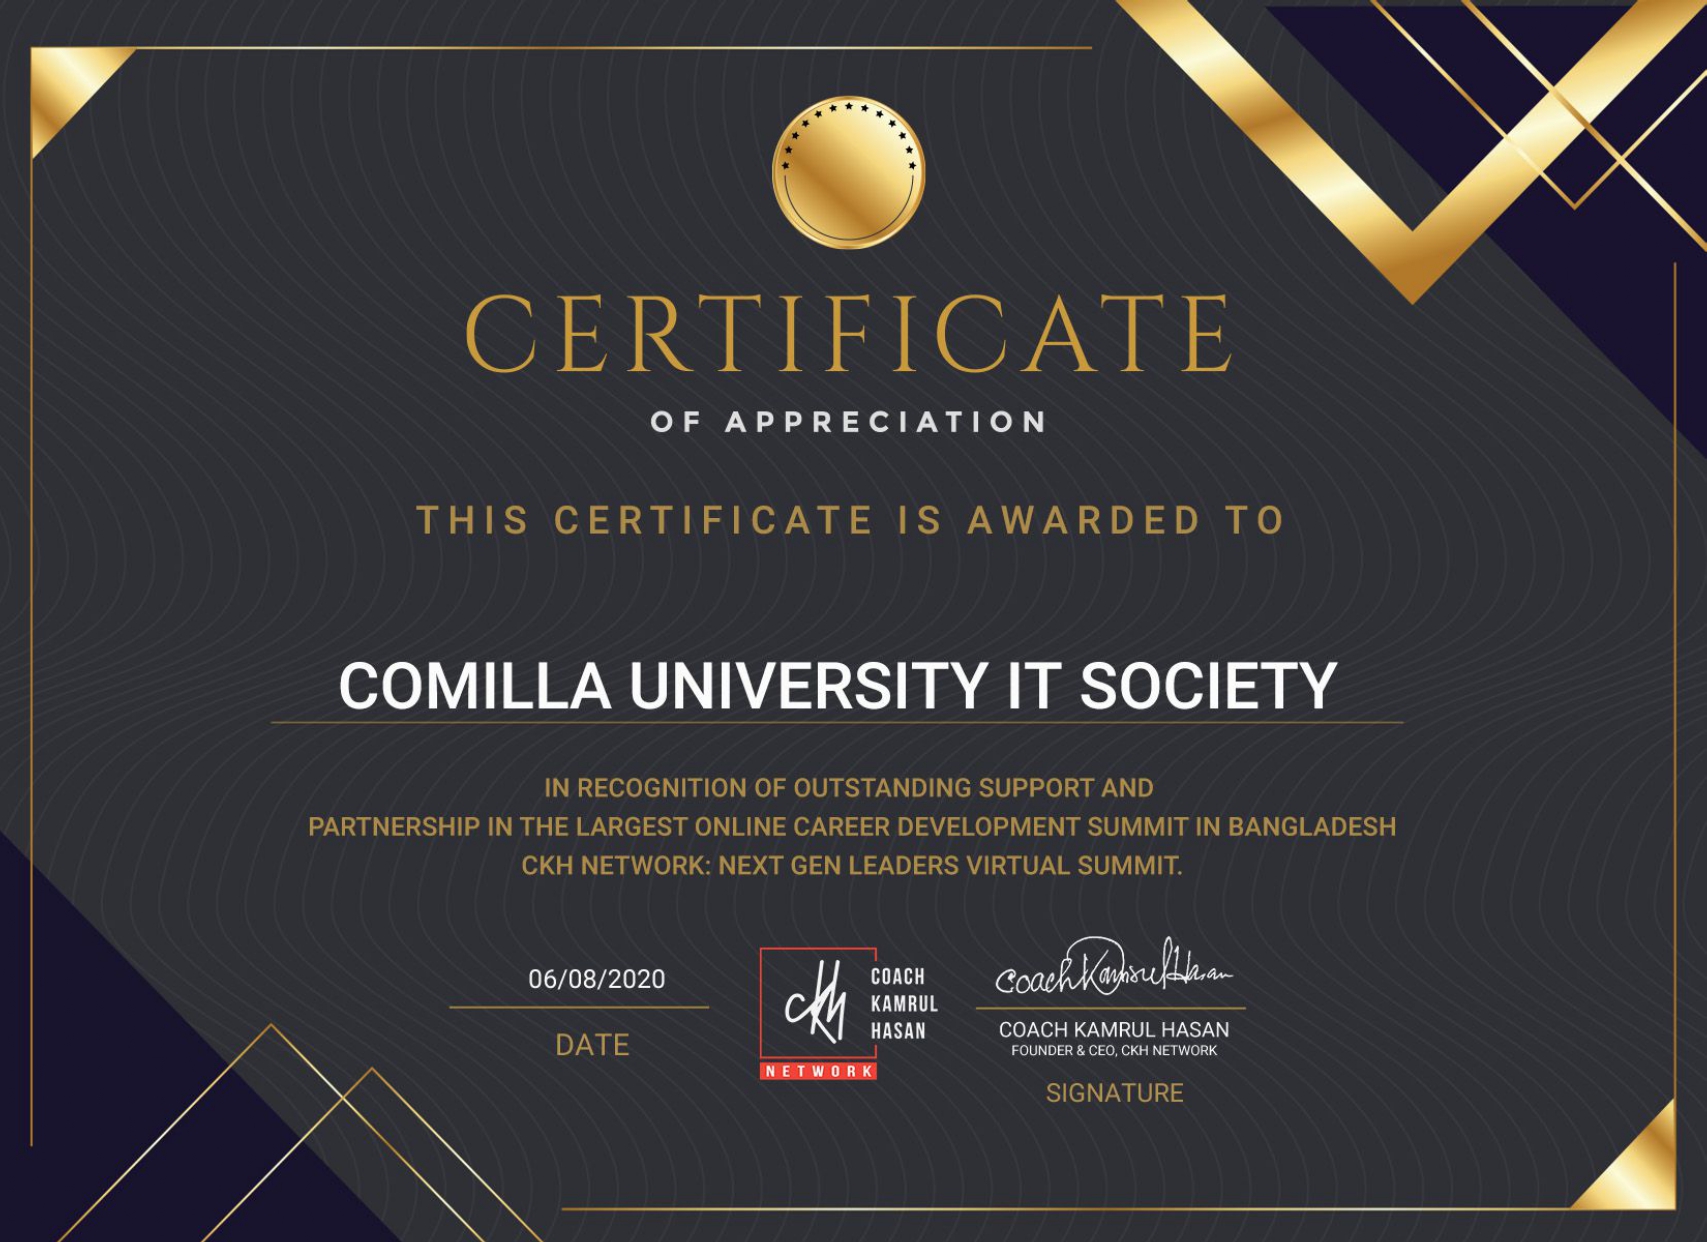 CERTIFICATE
OF APPRECIATION
THIS CERTIFICATE IS AWARDED TO
COMILLA UNIVERSITY IT SOCIETY
IN RECOGNITION OF OUTSTANDING SUPPORT AND
PARTNERSHIP IN THE LARGEST ONLINE CAREER DEVELOPMENT SUMMIT IN BANGLADESH
CKH NETWORK: NEXT GEN LEADERS VIRTUAL SUMMIT.
06/08/2020
DATE
ckh
COACH
KAMRUL
HASAN
NETWORK
Coach Kamrul Hasan
COACH KAMRUL HASAN
FOUNDER & CEO, CKH NETWORK
SIGNATURE